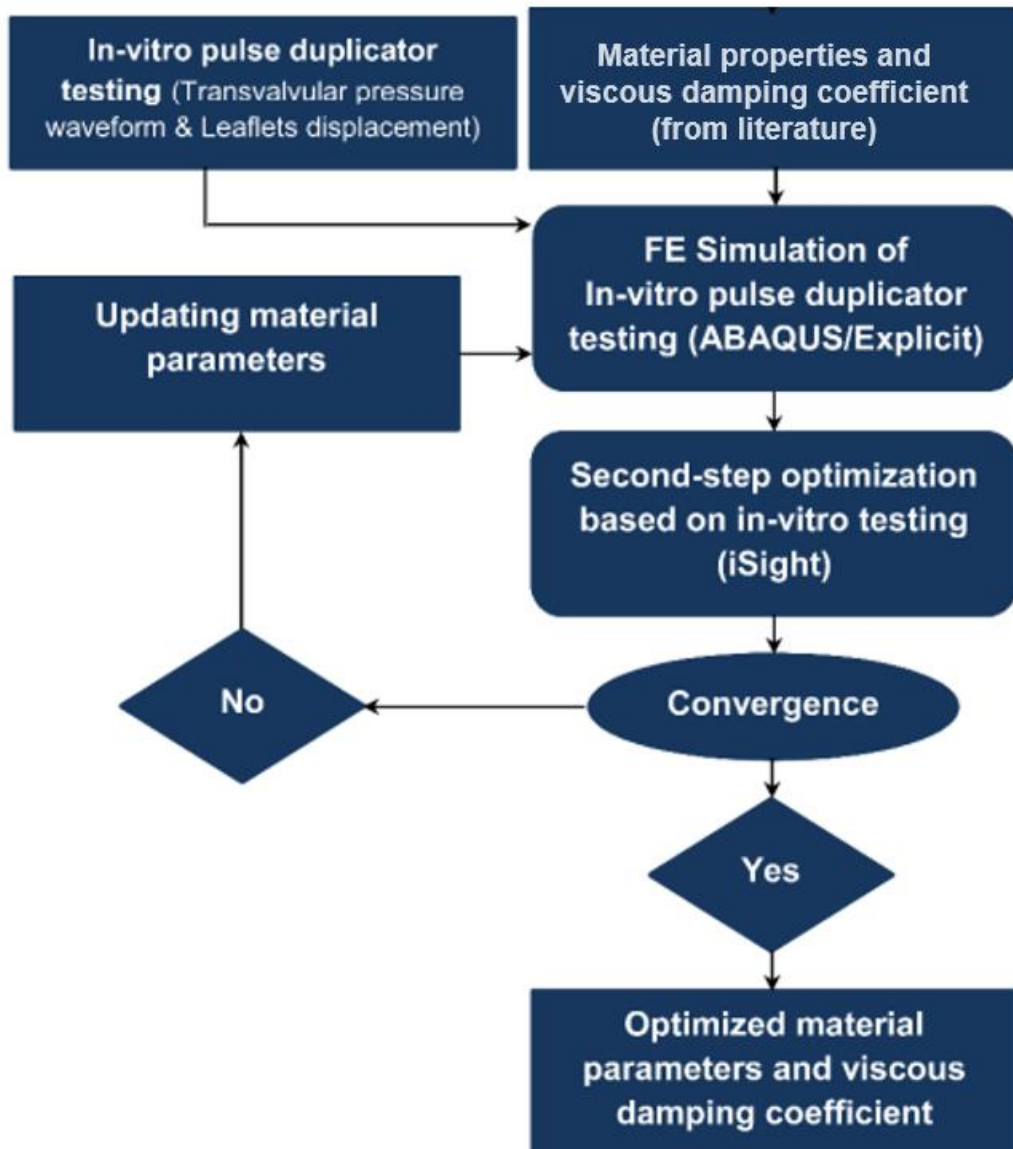 In-vitro pulse duplicator
testing (Transvalvular pressure
waveform & Leaflets displacement)
Material properties and
viscous damping coefficient
(from literature)
FE Simulation of
In-vitro pulse duplicator
testing (ABAQUS/Explicit)
Updating material
parameters
Second-step optimization
based on in-vitro testing
(iSight)
Convergence
No
Yes
Optimized material
parameters and viscous
damping coefficient